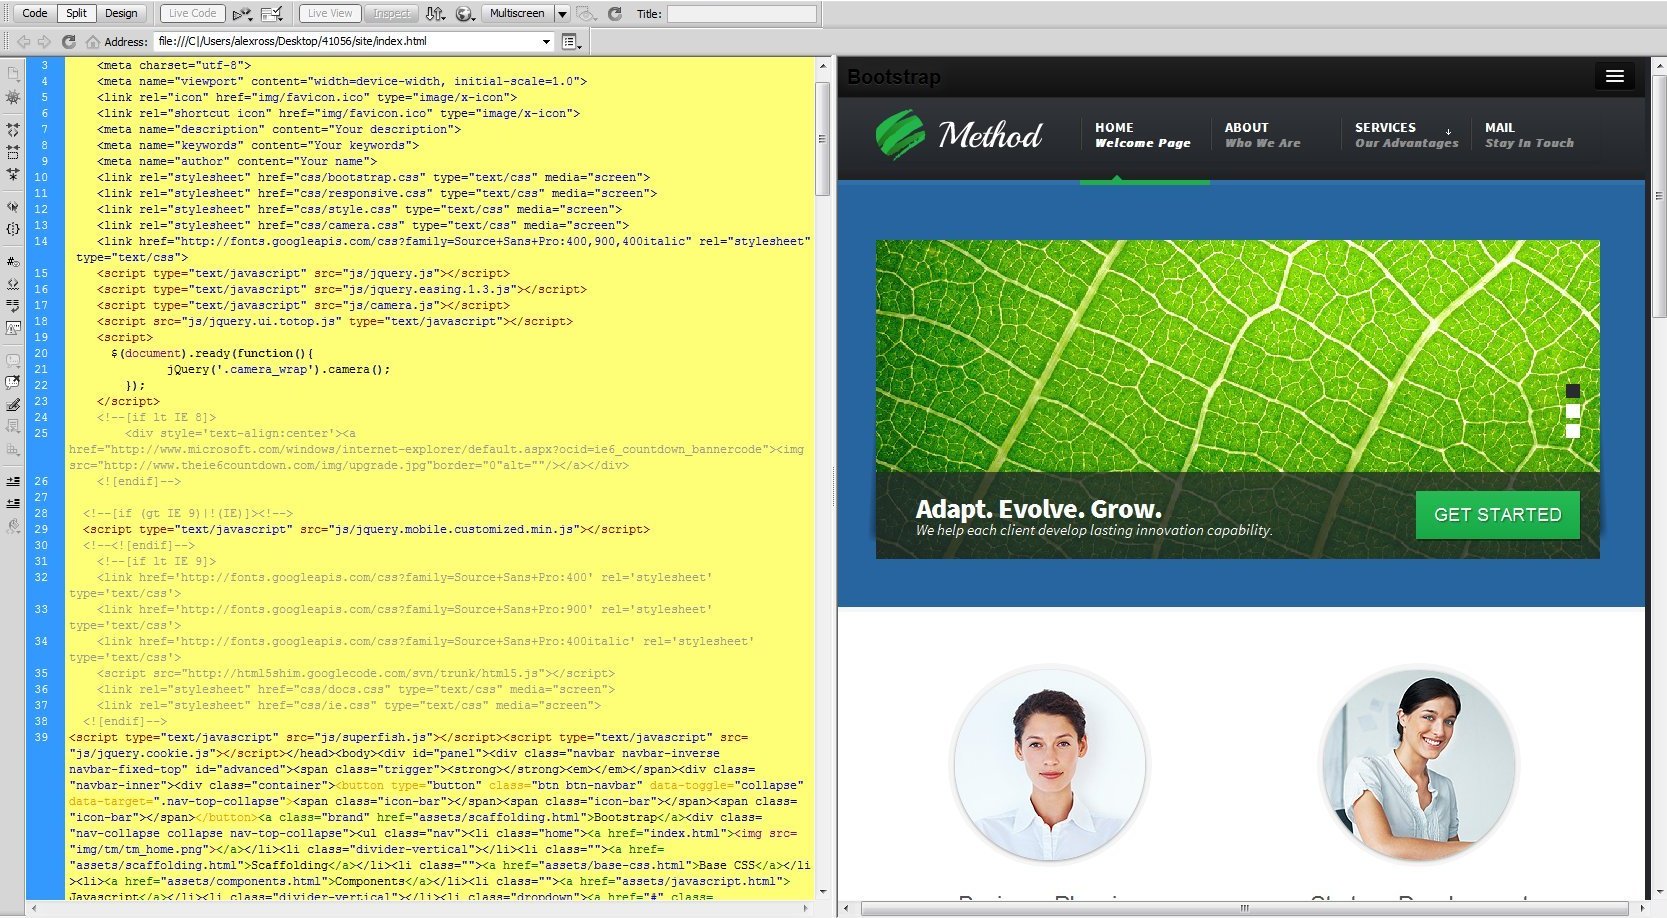 Code Split Design Live Code Live View Inspect Multiscreen Title:
Address: file:///C|/Users/alexross/Desktop/41056/site/index.html
3 <meta charset="utf-8">
4 <meta name="viewport" content="width=device-width, initial-scale=1.0">
5 <link rel="icon" href="img/favicon.ico" type="image/x-icon">
6 <link rel="shortcut icon" href="img/favicon.ico" type="image/x-icon">
7 <meta name="description" content="Your description">
8 <meta name="keywords" content="Your keywords">
9 <meta name="author" content="Your name">
10 <link rel="stylesheet" href="css/bootstrap.css" type="text/css" media="screen">
11 <link rel="stylesheet" href="css/responsive.css" type="text/css" media="screen">
12 <link rel="stylesheet" href="css/style.css" type="text/css" media="screen">
13 <link rel="stylesheet" href="css/camera.css" type="text/css" media="screen">
14 <link href="http://fonts.googleapis.com/css?family=Source+Sans+Pro:400,900,400italic" rel="stylesheet"
type="text/css">
15 <script type="text/javascript" src="js/jquery.js"></script>
16 <script type="text/javascript" src="js/jquery.easing.1.3.js"></script>
17 <script type="text/javascript" src="js/camera.js"></script>
18 <script src="js/jquery.ui.totop.js" type="text/javascript"></script>
19 <script>
20 $(document).ready(function(){
21 jQuery('.camera_wrap').camera();
22 });
23 </script>
24 <!--[if lt IE 8]>
25 <div style='text-align:center'><a
href="http://www.microsoft.com/windows/internet-explorer/default.aspx?ocid=ie6_countdown_bannercode"><img
src="http://www.theie6countdown.com/img/upgrade.jpg"border="0"alt=""/></a></div>
26 <![endif]-->
27
28 <!--[if (gt IE 9)|!(IE)]><!-->
29 <script type="text/javascript" src="js/jquery.mobile.customized.min.js"></script>
30 <!--<![endif]-->
31 <!--[if lt IE 9]>
32 <link href='http://fonts.googleapis.com/css?family=Source+Sans+Pro:400' rel='stylesheet'
type='text/css'>
33 <link href='http://fonts.googleapis.com/css?family=Source+Sans+Pro:900' rel='stylesheet'
type='text/css'>
34 <link href='http://fonts.googleapis.com/css?family=Source+Sans+Pro:400italic' rel='stylesheet'
type='text/css'>
35 <script src="http://html5shim.googlecode.com/svn/trunk/html5.js"></script>
36 <link rel="stylesheet" href="css/docs.css" type="text/css" media="screen">
37 <link rel="stylesheet" href="css/ie.css" type="text/css" media="screen">
38 <![endif]-->
39 <script type="text/javascript" src="js/superfish.js"></script><script type="text/javascript" src=
"js/jquery.cookie.js"></script></head><body><div id="panel"><div class="navbar navbar-inverse
navbar-fixed-top" id="advanced"><span class="trigger"><strong></strong><em></em></span><div class=
"navbar-inner"><div class="container"><button type="button" class="btn btn-navbar" data-toggle="collapse"
data-target=".nav-top-collapse"><span class="icon-bar"></span><span class="icon-bar"></span><span class=
"icon-bar"></span></button><a class="brand" href="assets/scaffolding.html">Bootstrap</a><div class=
"nav-collapse collapse nav-top-collapse"><ul class="nav"><li class="home"><a href="index.html"><img src=
"img/tm/tm_home.png"></a></li><li class="divider-vertical"></li><li class=""><a href=
"assets/scaffolding.html">Scaffolding</a></li><li class=""><a href="assets/base-css.html">Base CSS</a></li
><li><a href="assets/components.html">Components</a></li><li class=""><a href="assets/javascript.html">
Javascript</a></li><li class="divider-vertical"></li><li class="dropdown"><a href="#" class=
Bootstrap
Method
HOME
Welcome Page
ABOUT
Who We Are
SERVICES
Our Advantages
MAIL
Stay In Touch
Adapt. Evolve. Grow.
We help each client develop lasting innovation capability.
GET STARTED